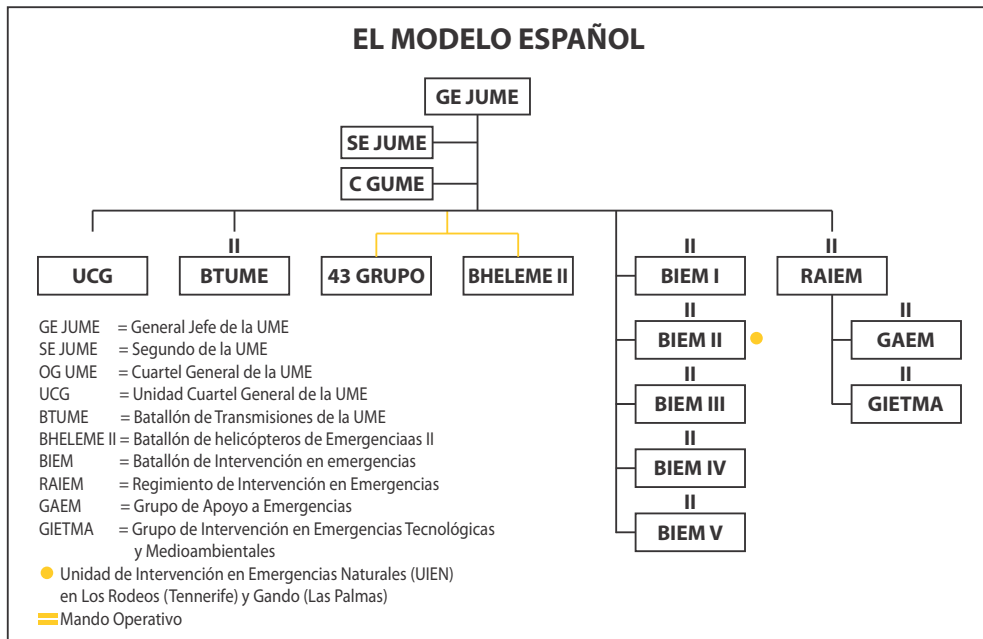 EL MODELO ESPAÑOL
GE JUME
SE JUME
C GUME
UCG
II
BTUME
43 GRUPO
BHELEME II
II
BIEM I
II
BIEM II
II
BIEM III
II
BIEM IV
II
BIEM V
II
RAIEM
II
GAEM
II
GIETMA
GE JUME = General Jefe de la UME
SE JUME = Segundo de la UME
OG UME = Cuartel General de la UME
UCG = Unidad Cuartel General de la UME
BTUME = Batallón de Transmisiones de la UME
BHELEME II = Batallón de helicópteros de Emergenciaas II
BIEM = Batallón de Intervención en emergencias
RAIEM = Regimiento de Intervención en Emergencias
GAEM = Grupo de Apoyo a Emergencias
GIETMA = Grupo de Intervención en Emergencias Tecnológicas
y Medioambientales
Unidad de Intervención en Emergencias Naturales (UIEN)
en Los Rodeos (Tennerife) y Gando (Las Palmas)
Mando Operativo